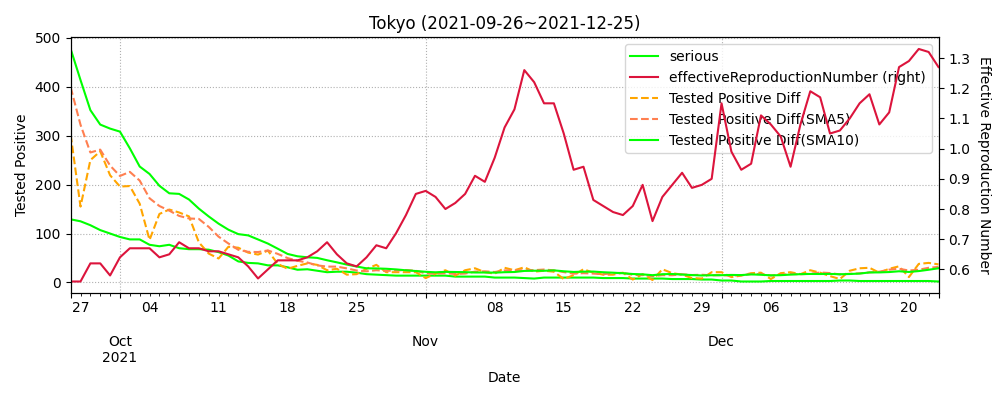 Tokyo (2021-09-26~2021-12-25)
500
400
300
200
100
0
Tested Positive
serious
effectiveReproductionNumber (right)
Tested Positive Diff
Tested Positive Diff(SMA5)
Tested Positive Diff(SMA10)
1.3
1.2
1.1
1.0
0.9
0.8
0.7
0.6
Effective Reproduction Number
27 04 11 18 25 08 15 22 29 06 13 20
Oct Nov Dec
2021
Date